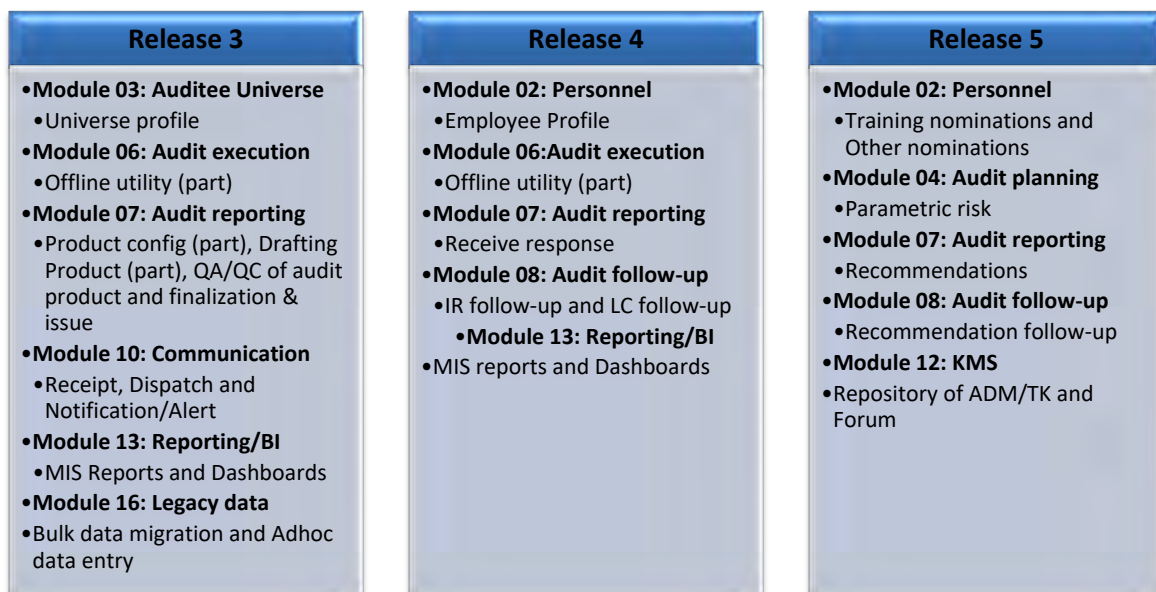 Release 3
•Module 03: Auditee Universe
•Universe profile
•Module 06: Audit execution
•Offline utility (part)
•Module 07: Audit reporting
•Product config (part), Drafting
Product (part), QA/QC of audit
product and finalization &
issue
•Module 10: Communication
•Receipt, Dispatch and
Notification/Alert
•Module 13: Reporting/BI
•MIS Reports and Dashboards
•Module 16: Legacy data
•Bulk data migration and Adhoc
data entry
Release 4
•Module 02: Personnel
•Employee Profile
•Module 06:Audit execution
•Offline utility (part)
•Module 07: Audit reporting
•Receive response
•Module 08: Audit follow-up
•IR follow-up and LC follow-up
•Module 13: Reporting/BI
•MIS reports and Dashboards
Release 5
•Module 02: Personnel
•Training nominations and
Other nominations
•Module 04: Audit planning
•Parametric risk
•Module 07: Audit reporting
•Recommendations
•Module 08: Audit follow-up
•Recommendation follow-up
•Module 12: KMS
•Repository of ADM/TK and
Forum